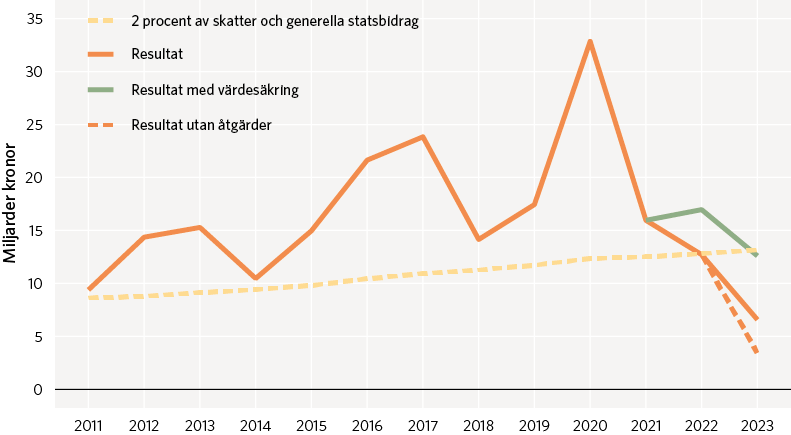 35
2 procent av skatter och generella statsbidrag
Resultat
30
Resultat med värdesäkring
25
Resultat utan åtgärder
20
15
10
5
0
Miljarder kronor
2011 2012 2013 2014 2015 2016 2017 2018 2019 2020 2021 2022 2023